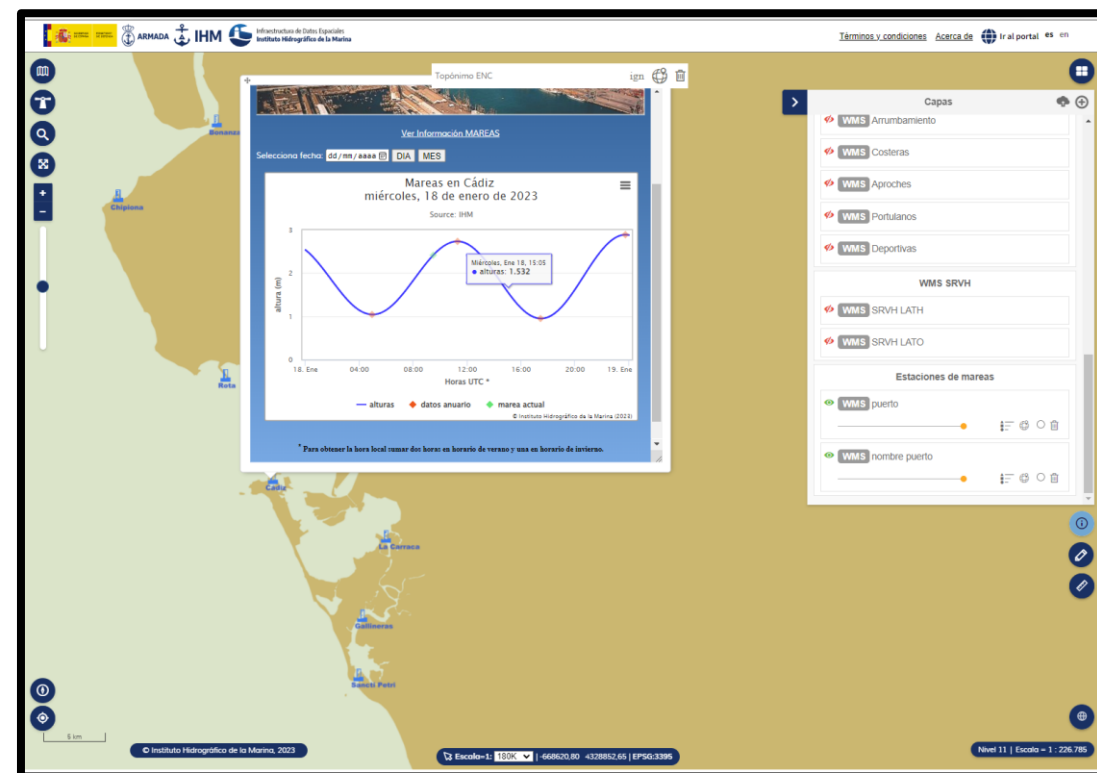 ARMADA
IHM
Infraestructura de Datos Espaciales
Instituto Hidrográfico de la Marina
Términos y condiciones Acerca de Ir al portal es en
Topónimo ENC ign
Ver Información MAREAS
Selecciona fecha: dd/mm/aaaa DIA MES
Mareas en Cádiz
miércoles, 18 de enero de 2023
Source: IHM
altura (m)
3
2
1
0
Miércoles, Ene 18, 15:05
alturas: 1.532
18. Ene 04:00 08:00 12:00 16:00 20:00 19. Ene
Horas UTC *
alturas datos anuario marea actual
© Instituto Hidrográfico de la Marina (2023)
* Para obtener la hora local sumar dos horas en horario de verano y una en horario de invierno.
Bonanza
Chipiona
Rota
Cádiz
La Carraca
Gallineras
Sancti Petri
Capas
WMS Arrumbamiento
WMS Costeras
WMS Aproches
WMS Portulanos
WMS Deportivas
WMS SRVH
WMS SRVH LATH
WMS SRVH LATO
Estaciones de mareas
WMS puerto
WMS nombre puerto
+
−
5 km
© Instituto Hidrográfico de la Marina, 2023
Escala=1: 180K | -668620,80 4328852,65 | EPSG:3395
Nivel 11 | Escala = 1 : 226.785